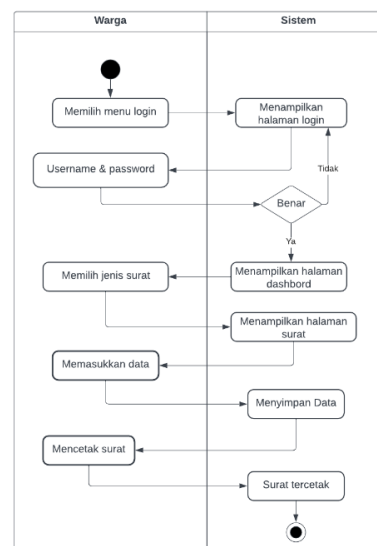 Warga
Sistem
Memilih menu login
Menampilkan
halaman login
Username & password
Tidak
Benar
Ya
Memilih jenis surat
Menampilkan halaman
dashbord
Menampilkan halaman
surat
Memasukkan data
Menyimpan Data
Mencetak surat
Surat tercetak